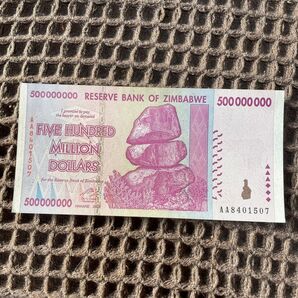 500000000 RESERVE BANK OF ZIMBABWE 500000000
I promise to pay
the bearer on demand
FIVE HUNDRED
MILLION
DOLLARS
for the Reserve Bank of Zimbabwe
500000000
AA8401507
AA8401507